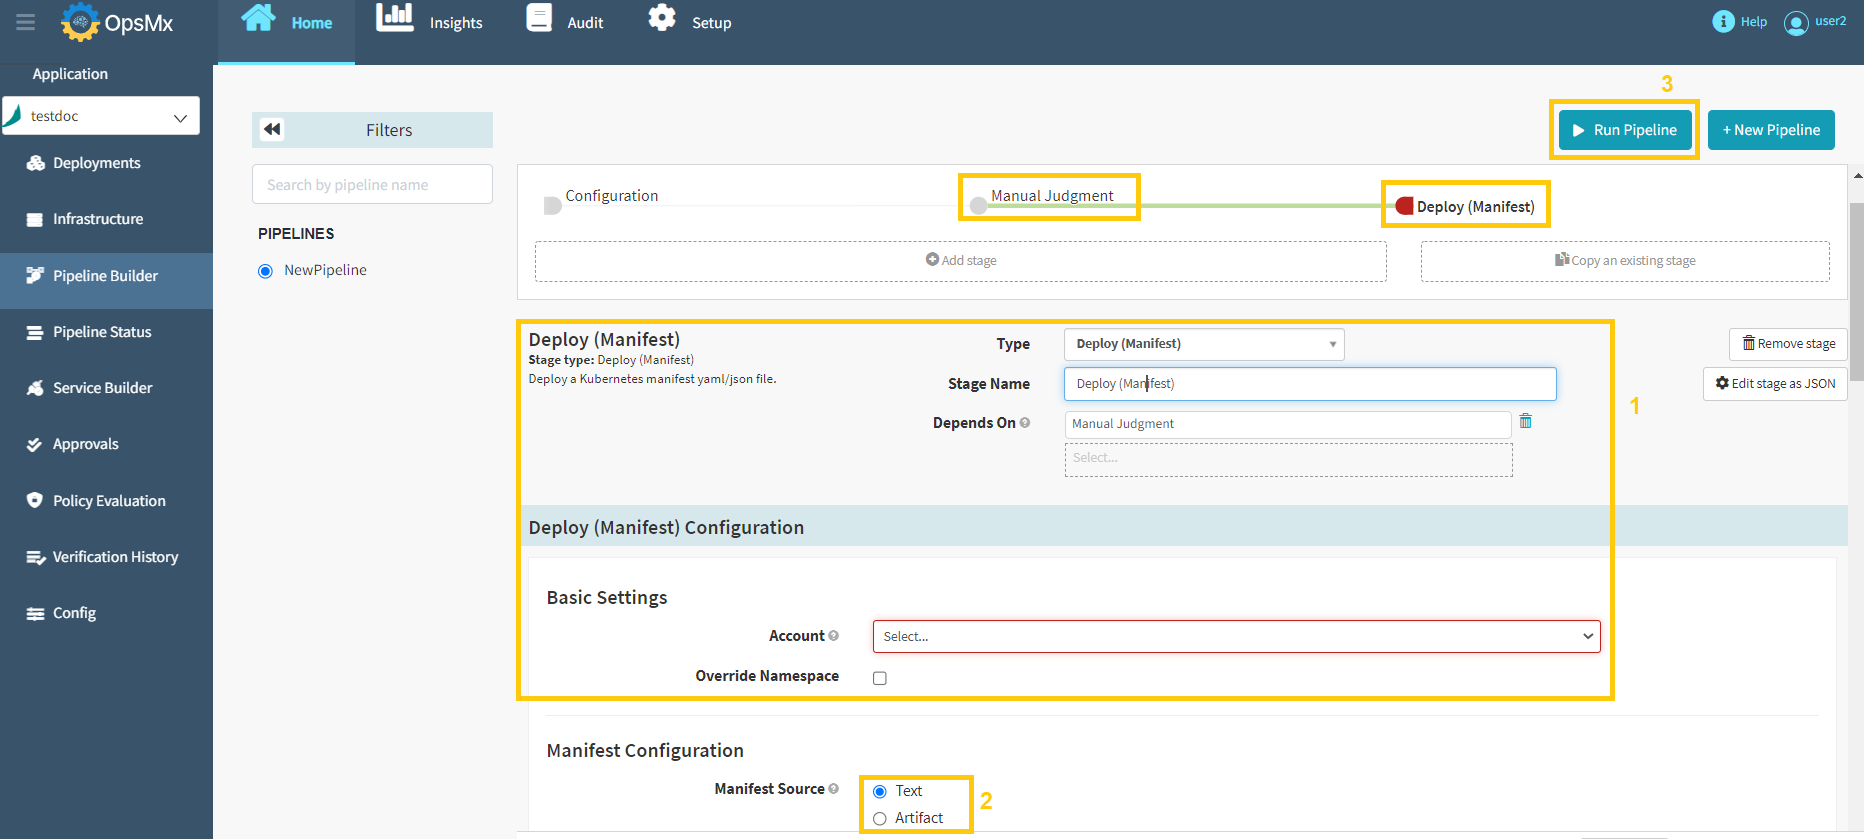 OpsMx
Home
Insights
Audit
Setup
Help
user2
Application
testdoc
Deployments
Infrastructure
Pipeline Builder
Pipeline Status
Service Builder
Approvals
Policy Evaluation
Verification History
Config
Filters
Search by pipeline name
PIPELINES
NewPipeline
3
Run Pipeline
+ New Pipeline
Configuration
Manual Judgment
Deploy (Manifest)
Add stage
Copy an existing stage
Deploy (Manifest)
Stage type: Deploy (Manifest)
Deploy a Kubernetes manifest yaml/json file.
Type
Deploy (Manifest)
Stage Name
Deploy (Manifest)
Depends On
Manual Judgment
Select...
Remove stage
Edit stage as JSON
1
Deploy (Manifest) Configuration
Basic Settings
Account
Select...
Override Namespace
Manifest Configuration
Manifest Source
Text
Artifact
2